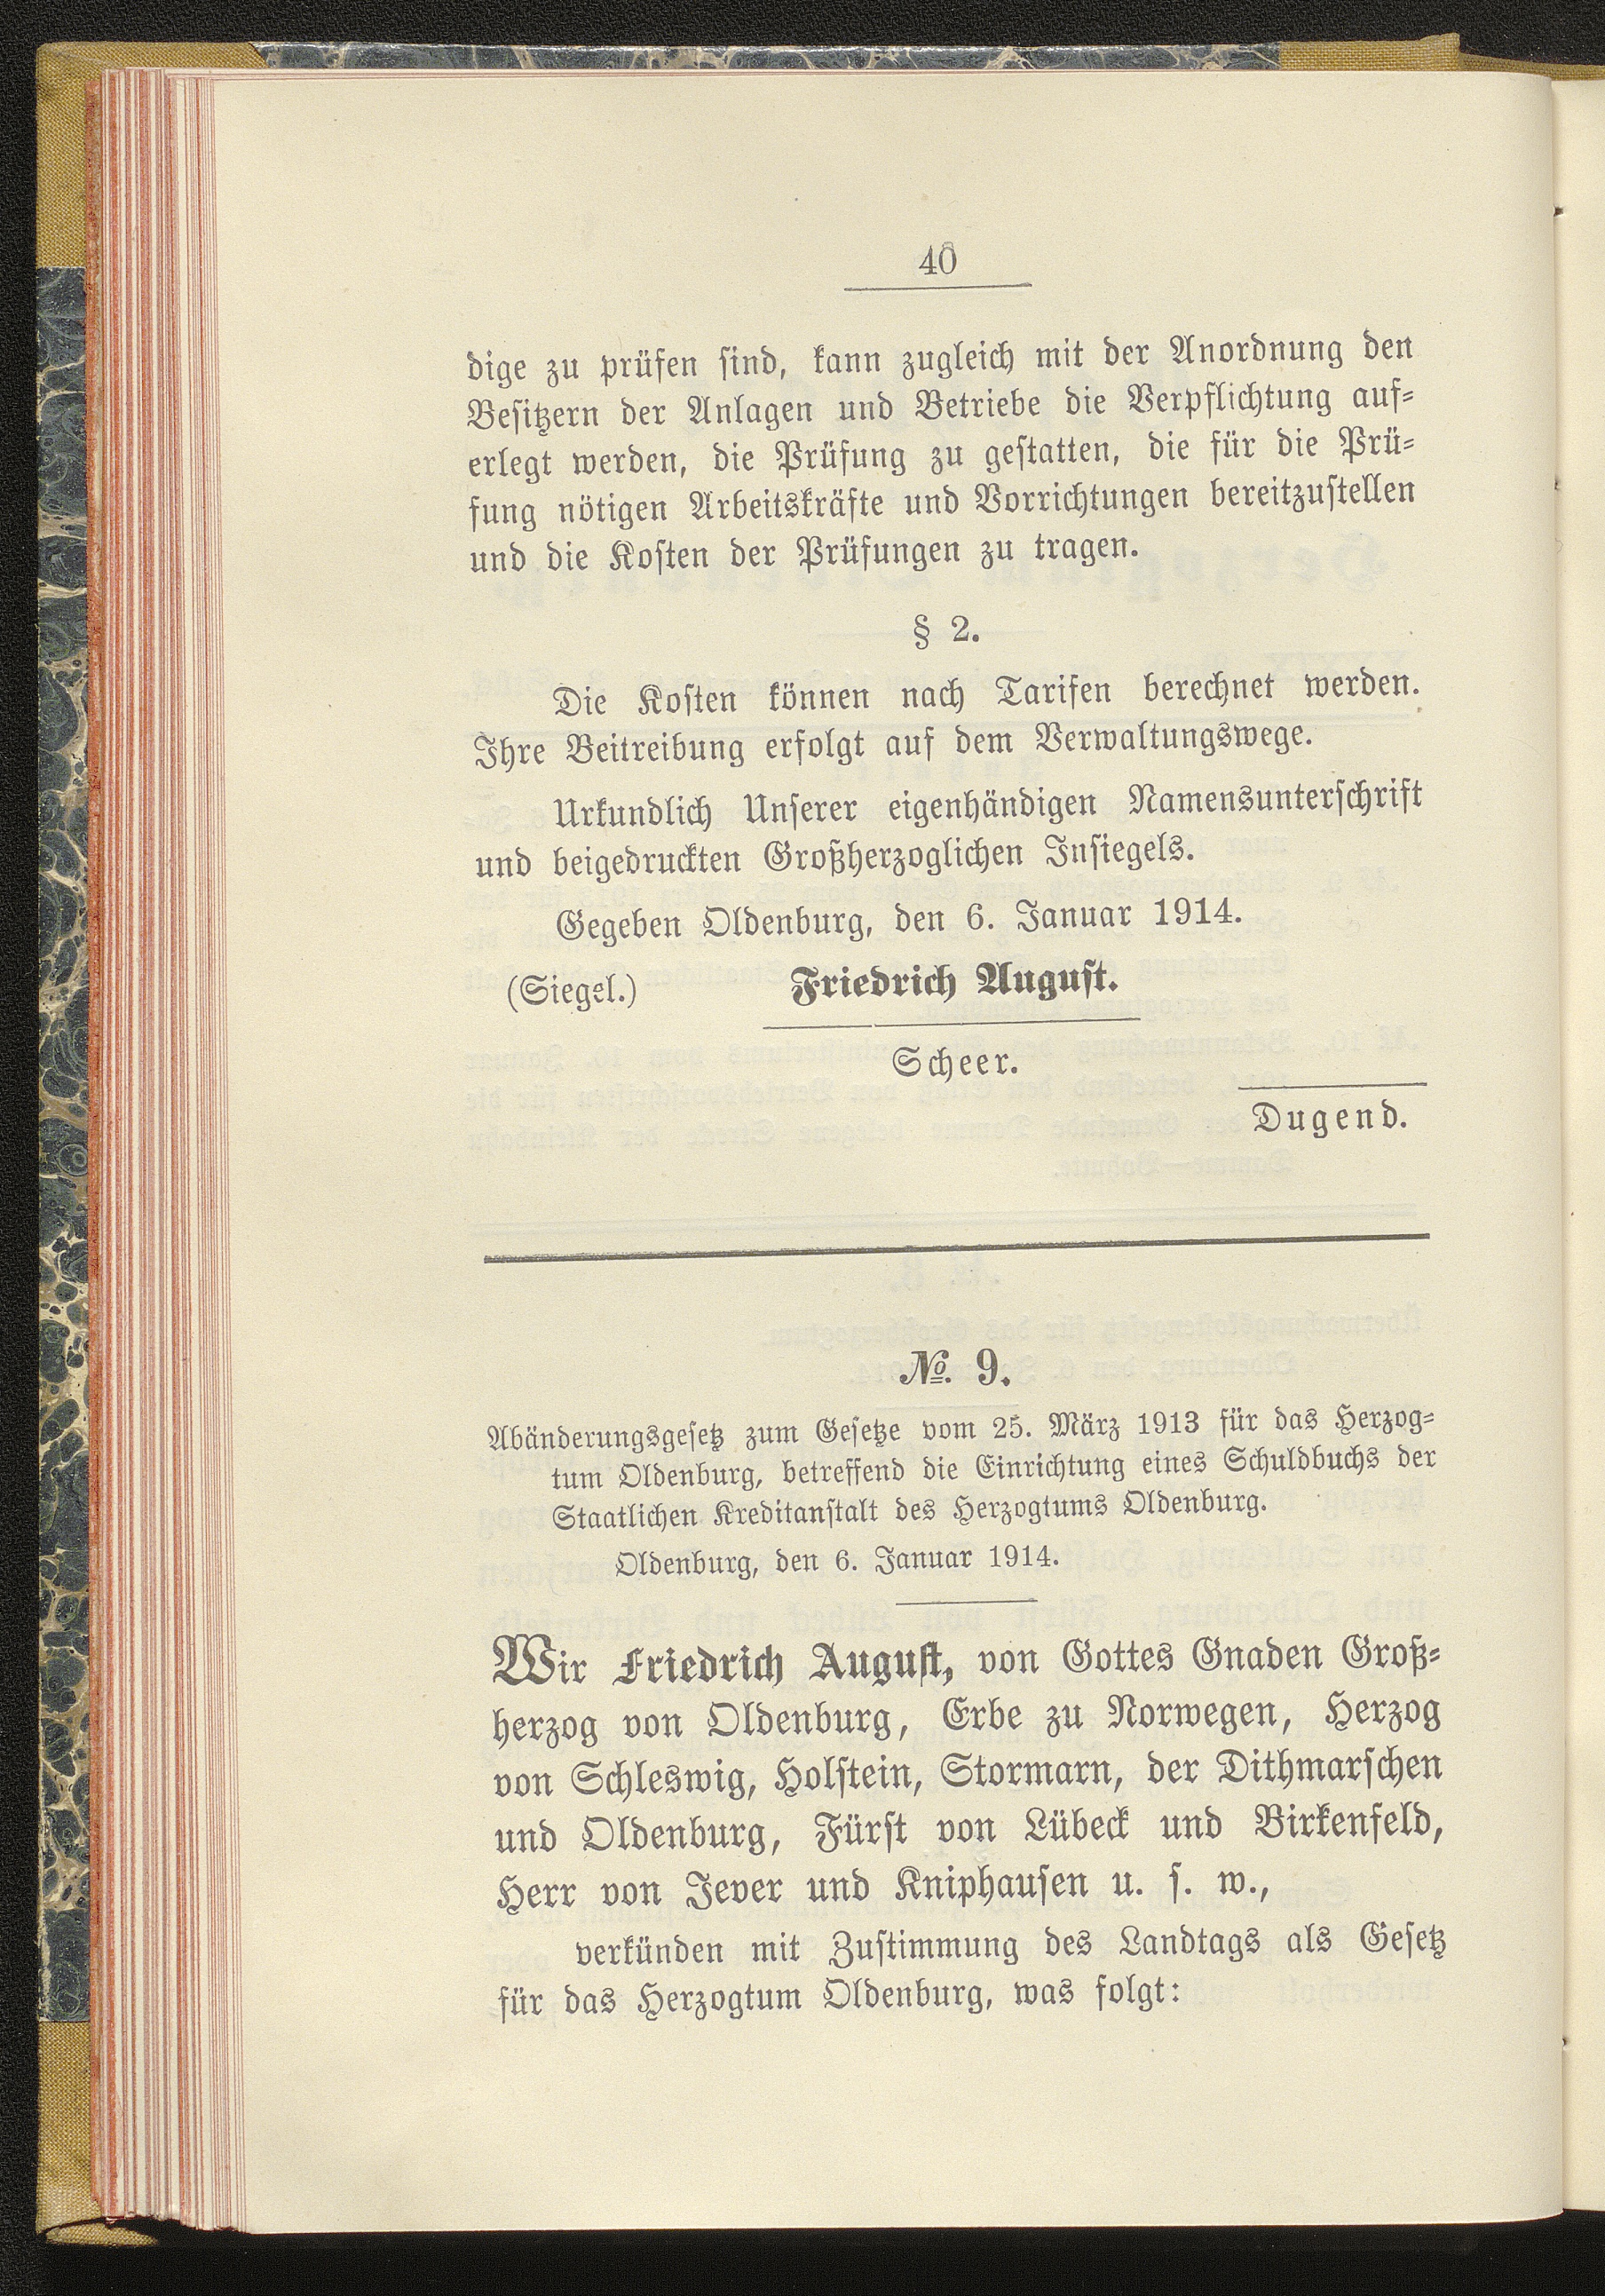 40
dige zu prüfen sind, kann zugleich mit der Anordnung den
Besitzern der Anlagen und Betriebe die Verpflichtung auf-
erlegt werden, die Prüfung zu gestatten, die für die Prü-
fung nötigen Arbeitskräfte und Vorrichtungen bereitzustellen
und die Kosten der Prüfungen zu tragen.
§ 2.
Die Kosten können nach Tarifen berechnet werden.
Ihre Beitreibung erfolgt auf dem Verwaltungswege.
Urkundlich Unserer eigenhändigen Namensunterschrift
und beigedruckten Großherzoglichen Insiegels.
Gegeben Oldenburg, den 6. Januar 1914.
(Siegel.) Friedrich August.
Scheer.
Dugend.
№. 9.
Abänderungsgesetz zum Gesetze vom 25. März 1913 für das Herzog-
tum Oldenburg, betreffend die Einrichtung eines Schuldbuchs der
Staatlichen Kreditanstalt des Herzogtums Oldenburg.
Oldenburg, den 6. Januar 1914.
Wir Friedrich August, von Gottes Gnaden Groß-
herzog von Oldenburg, Erbe zu Norwegen, Herzog
von Schleswig, Holstein, Stormarn, der Dithmarschen
und Oldenburg, Fürst von Lübeck und Birkenfeld,
Herr von Jever und Kniphausen u. s. w.,
verkünden mit Zustimmung des Landtags als Gesetz
für das Herzogtum Oldenburg, was folgt: